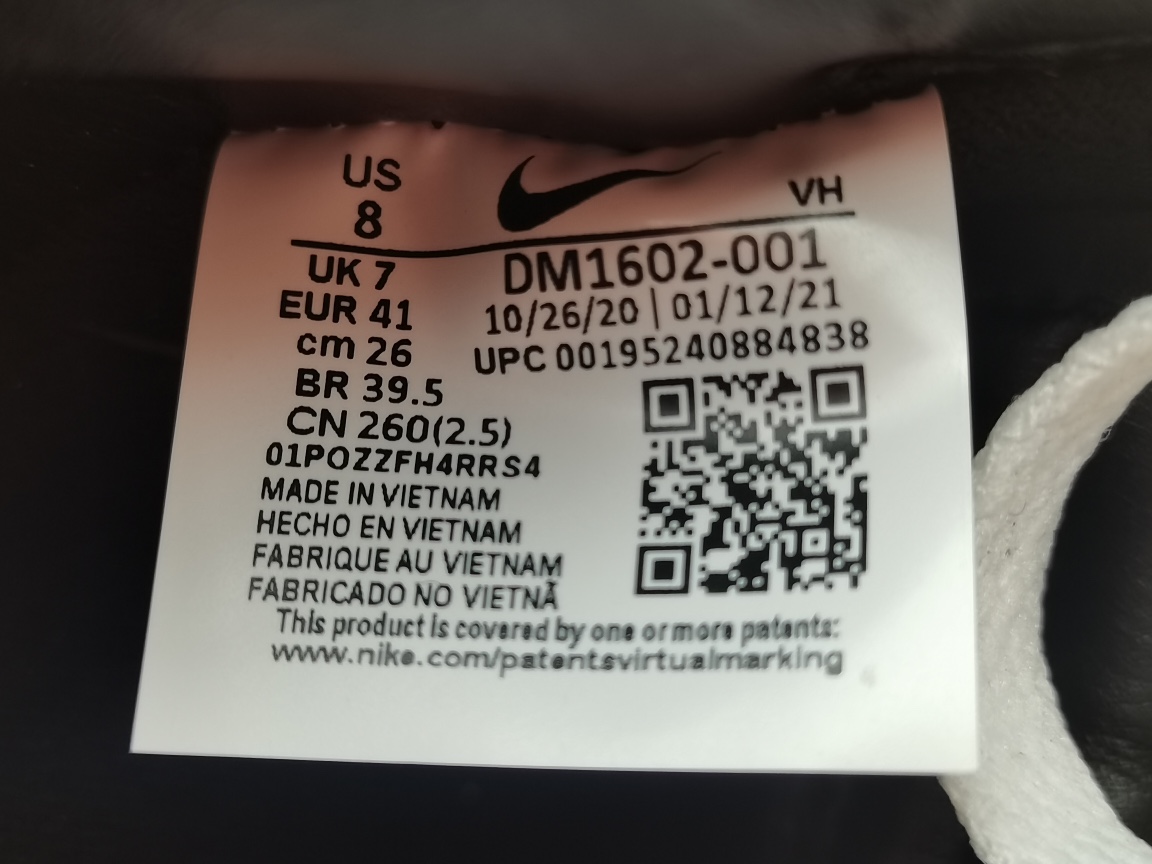 US
8
VH
UK 7
EUR 41
cm 26
BR 39.5
CN 260(2.5)
01POZZFH4RRS4
MADE IN VIETNAM
HECHO EN VIETNAM
FABRIQUE AU VIETNAM
FABRICADO NO VIETNÃ
DM1602-001
10/26/20 | 01/12/21
UPC 00195240884838
This product is covered by one or more patents:
www.nike.com/patentsvirtualmarking